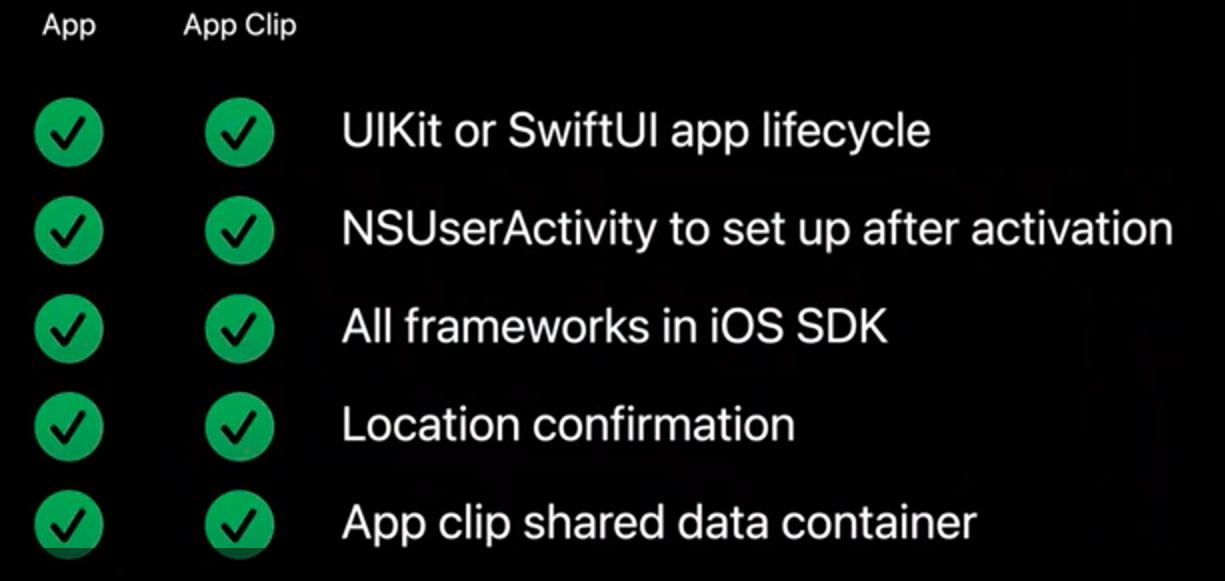 App App Clip
UIKit or SwiftUI app lifecycle
NSUserActivity to set up after activation
All frameworks in iOS SDK
Location confirmation
App clip shared data container